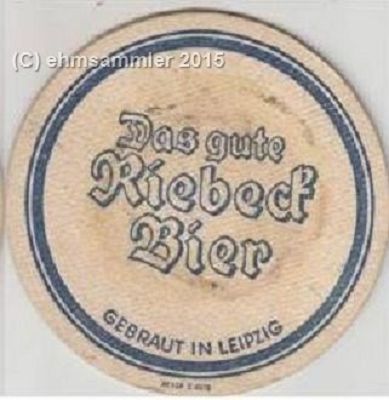 (C) ehmsammler 2015
Das gute
Riebeck
Bier
GEBRAUT IN LEIPZIG